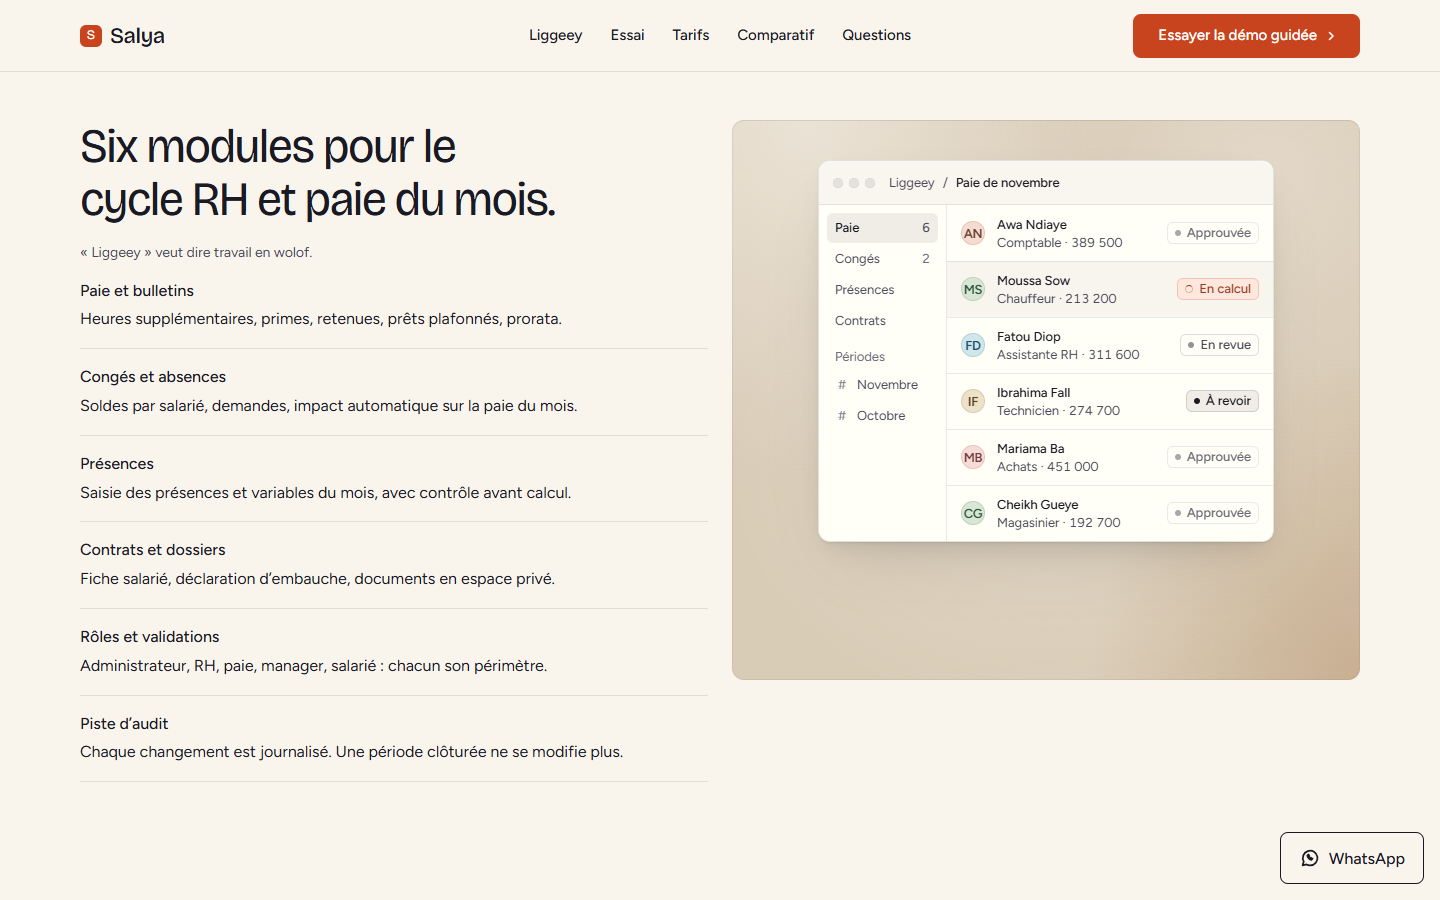 S Salya
Liggeey Essai Tarifs Comparatif Questions
Essayer la démo guidée
Six modules pour le
cycle RH et paie du mois.
« Liggeey » veut dire travail en wolof.
Paie et bulletins
Heures supplémentaires, primes, retenues, prêts plafonnés, prorata.
Congés et absences
Soldes par salarié, demandes, impact automatique sur la paie du mois.
Présences
Saisie des présences et variables du mois, avec contrôle avant calcul.
Contrats et dossiers
Fiche salarié, déclaration d’embauche, documents en espace privé.
Rôles et validations
Administrateur, RH, paie, manager, salarié : chacun son périmètre.
Piste d’audit
Chaque changement est journalisé. Une période clôturée ne se modifie plus.
Liggeey / Paie de novembre
Paie 6
Congés 2
Présences
Contrats
Périodes
# Novembre
# Octobre
AN Awa Ndiaye
Comptable · 389 500
Approuvée
MS Moussa Sow
Chauffeur · 213 200
En calcul
FD Fatou Diop
Assistante RH · 311 600
En revue
IF Ibrahima Fall
Technicien · 274 700
À revoir
MB Mariama Ba
Achats · 451 000
Approuvée
CG Cheikh Gueye
Magasinier · 192 700
Approuvée
WhatsApp